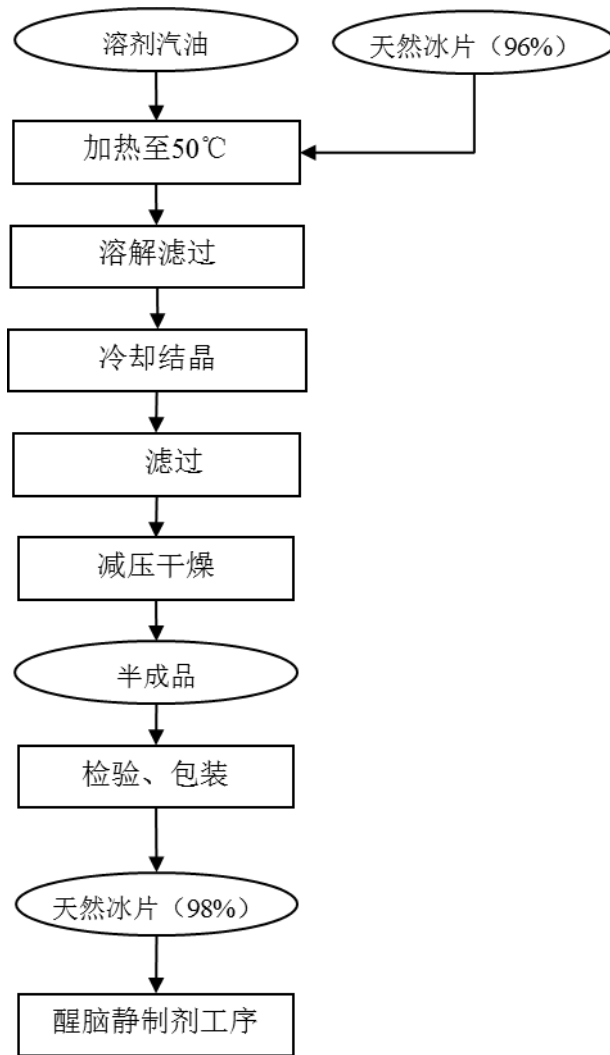 溶剂汽油
天然冰片（96%）
加热至50℃
溶解滤过
冷却结晶
滤过
减压干燥
半成品
检验、包装
天然冰片（98%）
醒脑静制剂工序